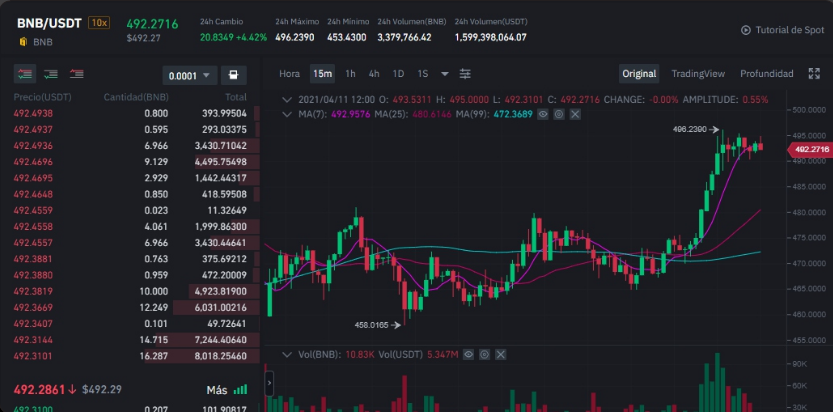 BNB/USDT 10x 492.2716 24h Cambio 24h Máximo 24h Mínimo 24h Volumen(BNB) 24h Volumen(USDT)
BNB $492.27 20.8349 +4.42% 496.2390 453.4300 3,379,766.42 1,599,398,064.07
Tutorial de Spot
0.0001
Hora 15m 1h 4h 1D 1S Original TradingView Profundidad
Precio(USDT) Cantidad(BNB) Total
492.4938 0.800 393.99504
492.4937 0.595 293.03375
492.4936 6.966 3,430.71042
492.4696 9.129 4,495.75498
492.4695 2.929 1,442.44317
492.4648 0.850 418.59508
492.4559 0.023 11.32649
492.4558 4.061 1,999.86300
492.4557 6.966 3,430.44641
492.3881 0.763 375.69212
492.3880 0.959 472.20009
492.3819 10.000 4,923.81900
492.3669 12.249 6,031.00216
492.3407 0.101 49.72641
492.3144 14.715 7,244.40640
492.3101 16.287 8,018.25460
492.2861↓ $492.29 Más
492.3100 0.207 101.90817
2021/04/11 12:00 O: 493.5311 H: 495.0000 L: 492.3101 C: 492.2716 CHANGE: -0.00% AMPLITUDE: 0.55%
MA(7): 492.9576 MA(25): 480.6146 MA(99): 472.3689
500.0000
496.2390
495.0000
492.2716
490.0000
485.0000
480.0000
475.0000
470.0000
465.0000
460.0000
458.0165
455.0000
Vol(BNB): 10.83K Vol(USDT) 5.347M
90K
60K
30K